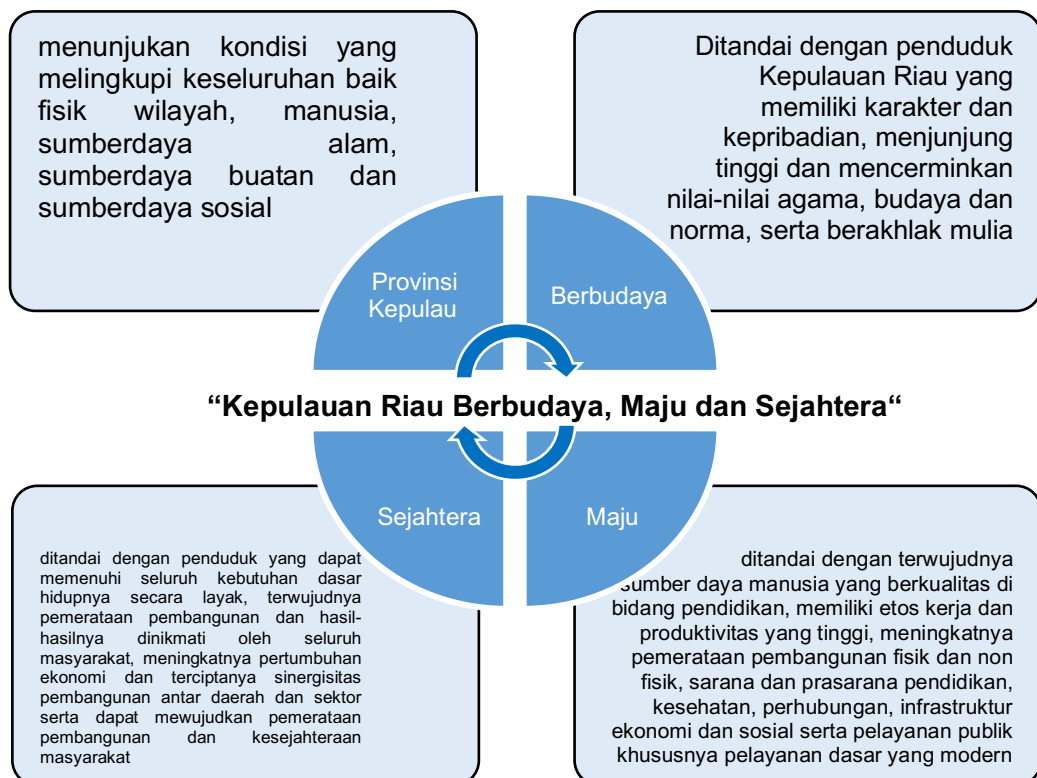 menunjukan kondisi yang
melingkupi keseluruhan baik
fisik wilayah, manusia,
sumberdaya alam,
sumberdaya buatan dan
sumberdaya sosial
Ditandai dengan penduduk
Kepulauan Riau yang
memiliki karakter dan
kepribadian, menjunjung
tinggi dan mencerminkan
nilai-nilai agama, budaya dan
norma, serta berakhlak mulia
Provinsi
Kepulau
Berbudaya
“Kepulauan Riau Berbudaya, Maju dan Sejahtera“
Sejahtera
Maju
ditandai dengan penduduk yang dapat
memenuhi seluruh kebutuhan dasar
hidupnya secara layak, terwujudnya
pemerataan pembangunan dan hasil-
hasilnya dinikmati oleh seluruh
masyarakat, meningkatnya pertumbuhan
ekonomi dan terciptanya sinergisitas
pembangunan antar daerah dan sektor
serta dapat mewujudkan pemerataan
pembangunan dan kesejahteraan
masyarakat
ditandai dengan terwujudnya
sumber daya manusia yang berkualitas di
bidang pendidikan, memiliki etos kerja dan
produktivitas yang tinggi, meningkatnya
pemerataan pembangunan fisik dan non
fisik, sarana dan prasarana pendidikan,
kesehatan, perhubungan, infrastruktur
ekonomi dan sosial serta pelayanan publik
khususnya pelayanan dasar yang modern